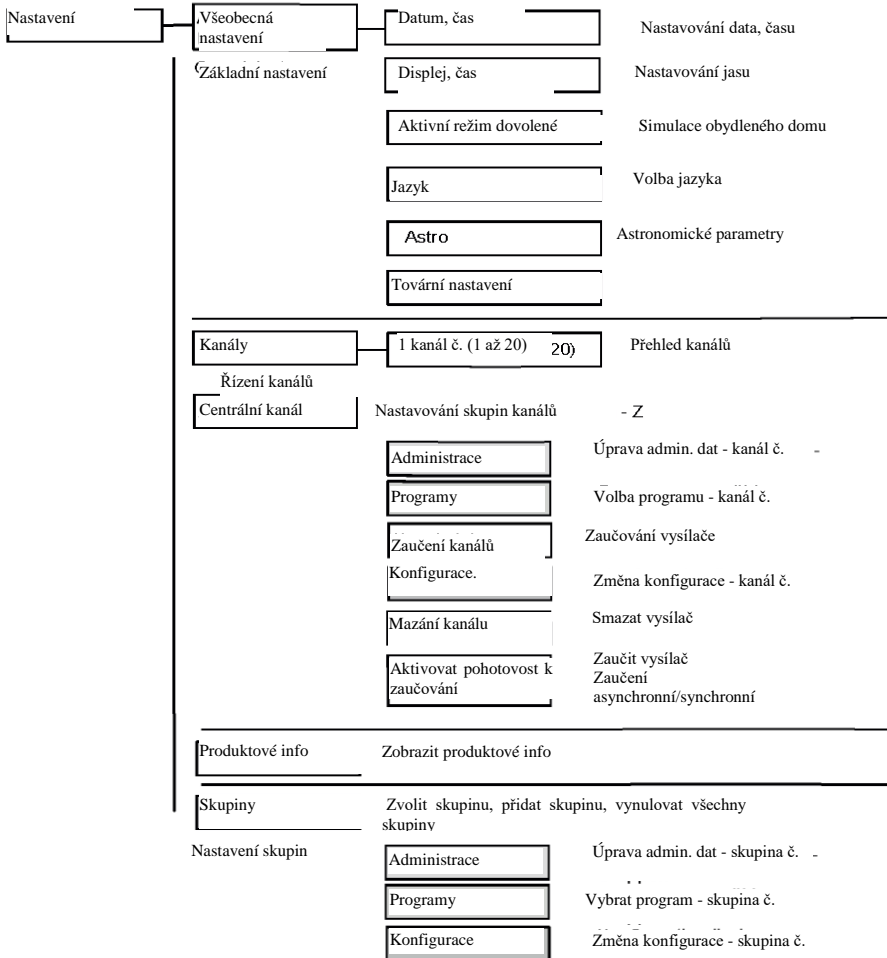 Nastavení
Všeobecná
nastavení
Datum, čas
Nastavování data, času
Základní nastavení
Displej, čas
Nastavování jasu
Aktivní režim dovolené
Simulace obydleného domu
Jazyk
Volba jazyka
Astro
Astronomické parametry
Tovární nastavení
Kanály
1 kanál č. (1 až 20)
20)
Přehled kanálů
Řízení kanálů
Centrální kanál
Nastavování skupin kanálů
- Z
Administrace
Úprava admin. dat - kanál č.
-
Programy
Volba programu - kanál č.
Zaučení kanálů
Zaučování vysílače
Konfigurace.
Změna konfigurace - kanál č.
Mazání kanálu
Smazat vysílač
Aktivovat pohotovost k
zaučování
Zaučit vysílač
Zaučení
asynchronní/synchronní
Produktové info
Zobrazit produktové info
Skupiny
Zvolit skupinu, přidat skupinu, vynulovat všechny
skupiny
Nastavení skupin
Administrace
Úprava admin. dat - skupina č.
-
Programy
Vybrat program - skupina č.
Konfigurace
Změna konfigurace - skupina č.